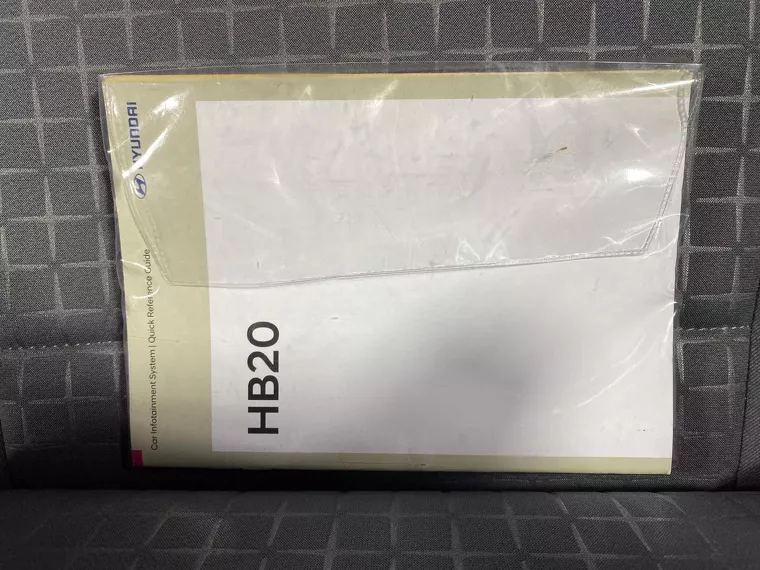 HYUNDAI
Car Infotainment System | Quick Reference Guide
HB20